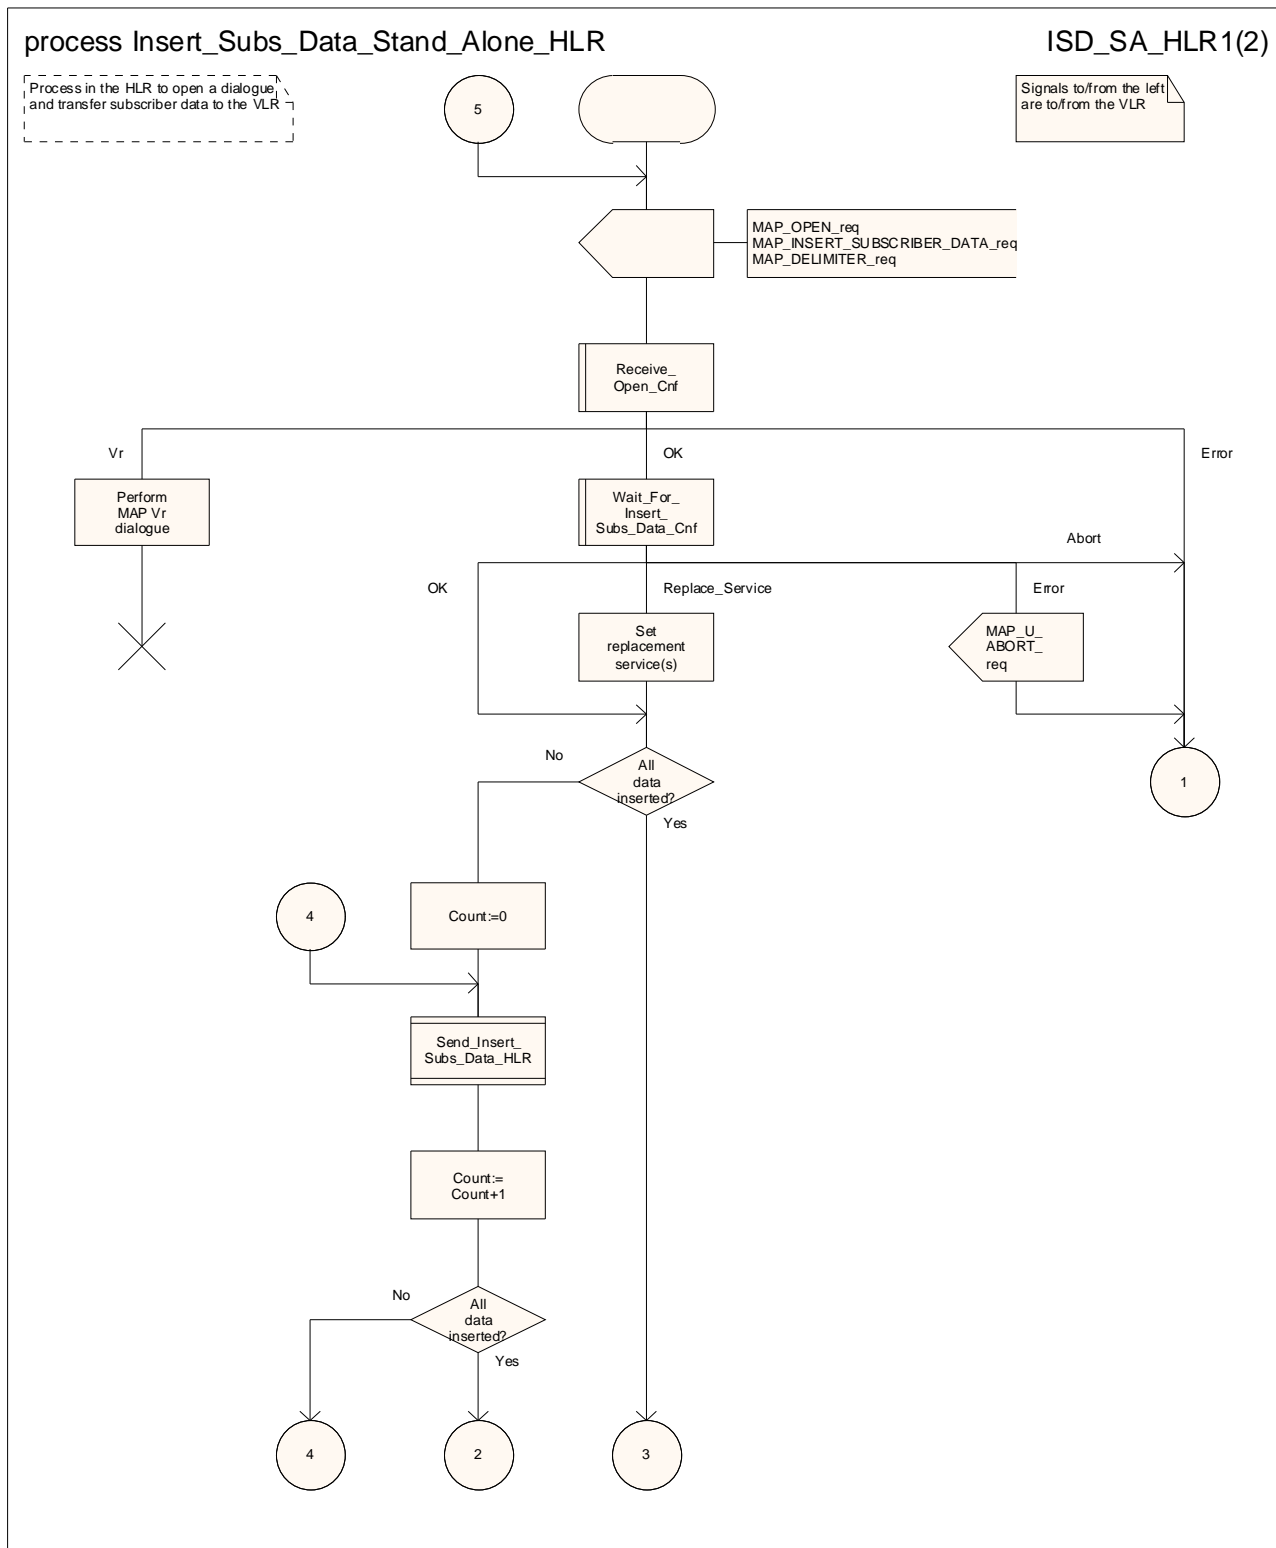 process Insert_Subs_Data_Stand_Alone_HLR
ISD_SA_HLR1(2)
Process in the HLR to open a dialogue
and transfer subscriber data to the VLR
5
Signals to/from the left
are to/from the VLR
MAP_OPEN_req
MAP_INSERT_SUBSCRIBER_DATA_req
MAP_DELIMITER_req
Receive_
Open_Cnf
Vr
OK
Error
Perform
MAP Vr
dialogue
Wait_For_
Insert_
Subs_Data_Cnf
Abort
OK
Replace_Service
Error
Set
replacement
service(s)
MAP_U_
ABORT_
req
No
All
data
inserted?
Yes
1
4
Count:=0
Send_Insert_
Subs_Data_HLR
Count:=
Count+1
No
All
data
inserted?
Yes
4
2
3